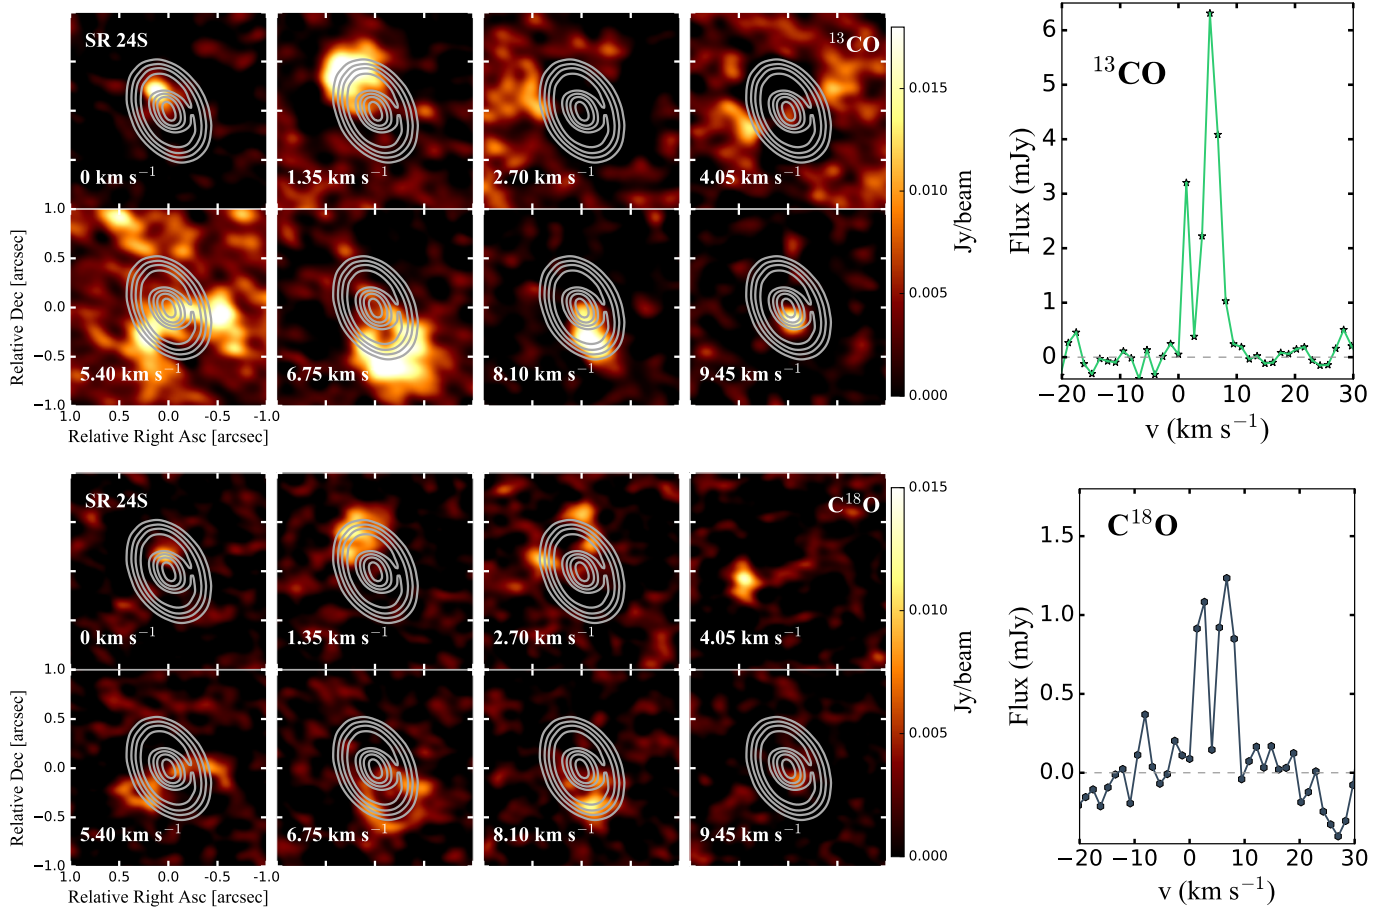 SR 24S
¹³CO
0 km s⁻¹
1.35 km s⁻¹
2.70 km s⁻¹
4.05 km s⁻¹
5.40 km s⁻¹
6.75 km s⁻¹
8.10 km s⁻¹
9.45 km s⁻¹
1.0
0.5
0.0
−0.5
−1.0
Relative Dec [arcsec]
1.0 0.5 0.0 -0.5 -1.0
Relative Right Asc [arcsec]
0.015
0.010
0.005
0.000
Jy/beam
¹³CO
6
5
4
3
2
1
0
Flux (mJy)
−20 −10 0 10 20 30
v (km s⁻¹)
SR 24S
C¹⁸O
0 km s⁻¹
1.35 km s⁻¹
2.70 km s⁻¹
4.05 km s⁻¹
5.40 km s⁻¹
6.75 km s⁻¹
8.10 km s⁻¹
9.45 km s⁻¹
1.0
0.5
0.0
−0.5
−1.0
Relative Dec [arcsec]
1.0 0.5 0.0 -0.5 -1.0
Relative Right Asc [arcsec]
0.015
0.010
0.005
0.000
Jy/beam
C¹⁸O
1.5
1.0
0.5
0.0
Flux (mJy)
−20 −10 0 10 20 30
v (km s⁻¹)